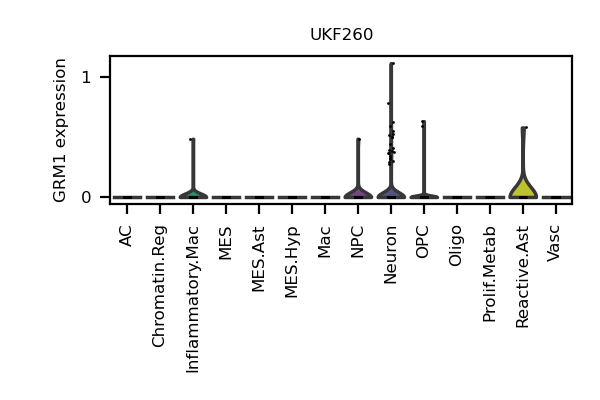 UKF260
GRM1 expression
1
0
AC
Chromatin.Reg
Inflammatory.Mac
MES
MES.Ast
MES.Hyp
Mac
NPC
Neuron
OPC
Oligo
Prolif.Metab
Reactive.Ast
Vasc